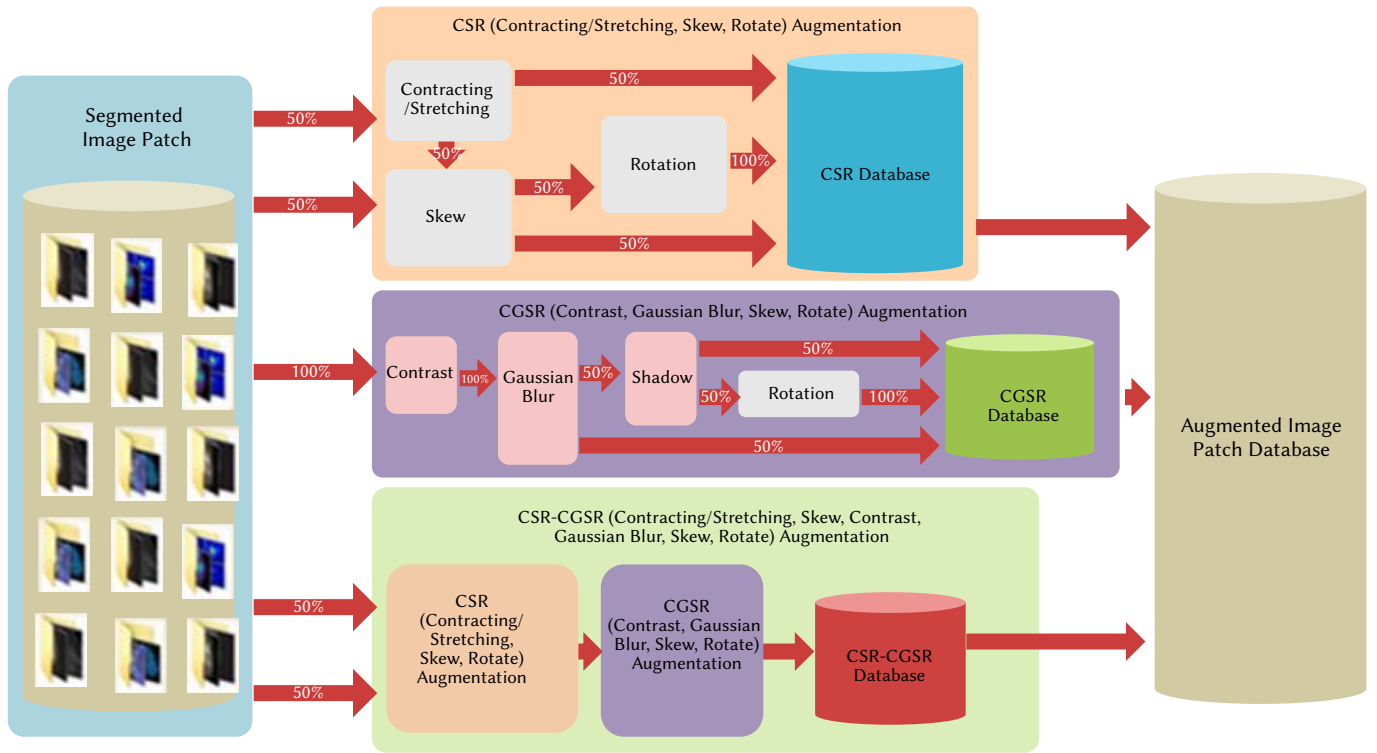 Segmented
Image Patch
50%
50%
100%
50%
50%
CSR (Contracting/Stretching, Skew, Rotate) Augmentation
Contracting
/Stretching
50%
50%
Skew
50%
Rotation
100%
50%
CSR Database
CGSR (Contrast, Gaussian Blur, Skew, Rotate) Augmentation
Contrast
100%
Gaussian
Blur
50%
Shadow
50%
50%
Rotation
100%
50%
CGSR
Database
CSR-CGSR (Contracting/Stretching, Skew, Contrast,
Gaussian Blur, Skew, Rotate) Augmentation
CSR
(Contracting/
Stretching,
Skew, Rotate)
Augmentation
CGSR
(Contrast, Gaussian
Blur, Skew, Rotate)
Augmentation
CSR-CGSR
Database
Augmented Image
Patch Database